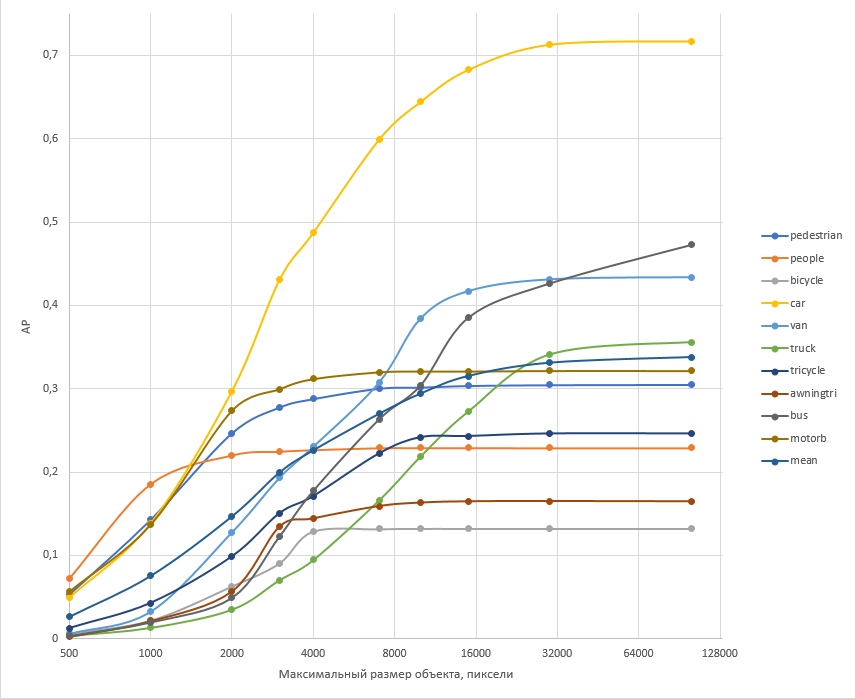 0,7
0,6
0,5
0,4
0,3
0,2
0,1
0
AP
500 1000 2000 4000 8000 16000 32000 64000 128000
Максимальный размер объекта, пиксели
pedestrian
people
bicycle
car
van
truck
tricycle
awningtri
bus
motorb
mean